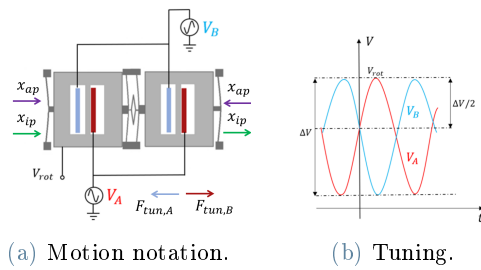 V_B
x_ap
x_ip
x_ap
x_ip
V_rot
V_A
F_tun,A
F_tun,B
(a) Motion notation.
V
V_rot
ΔV/2
V_B
ΔV
V_A
t
(b) Tuning.